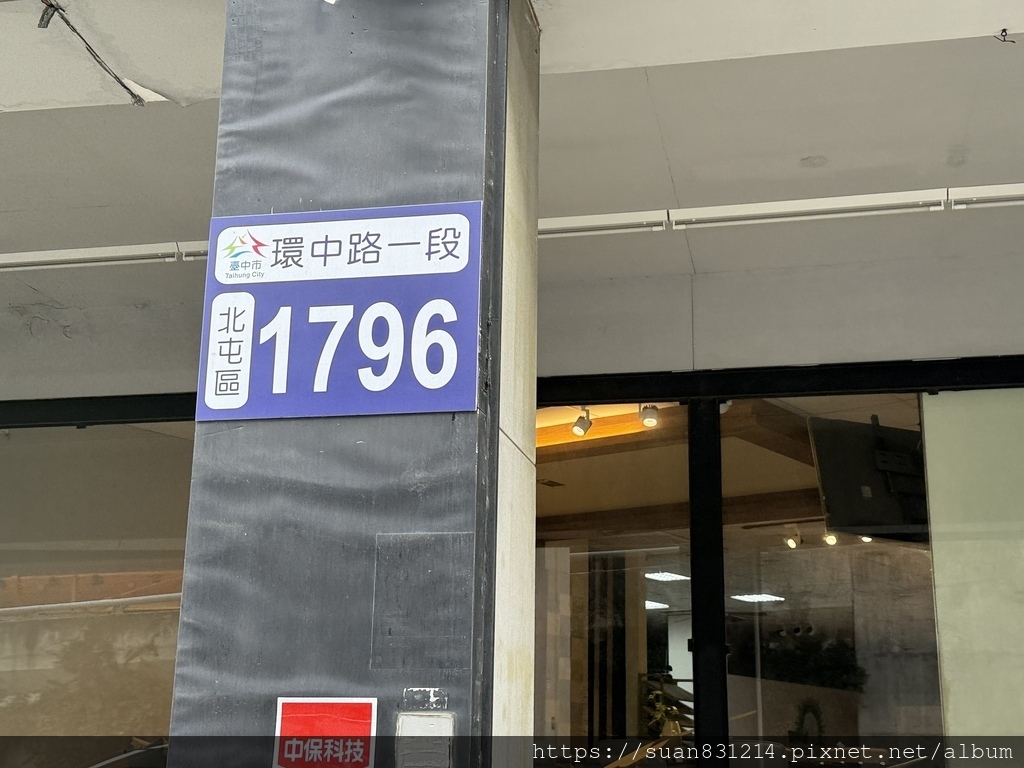 環中路一段
臺中市
Taihung City
北屯區
1796
中保科技
https://suan831214.pixnet.net/album